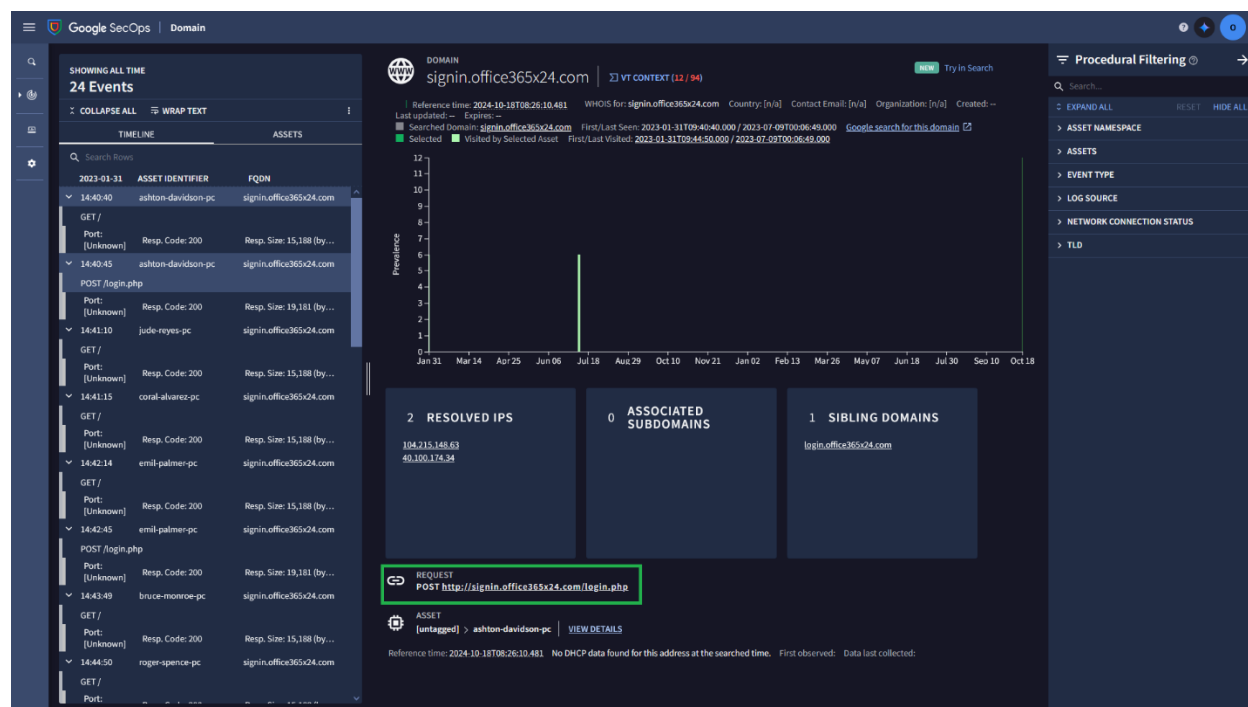 Google SecOps | Domain
SHOWING ALL TIME
24 Events
COLLAPSE ALL WRAP TEXT
TIMELINE ASSETS
Search Rows
2023-01-31 ASSET IDENTIFIER FQDN
14:40:40 ashton-davidson-pc signin.office365x24.com
GET /
Port: [Unknown] Resp. Code: 200 Resp. Size: 15,188 (by...
14:40:45 ashton-davidson-pc signin.office365x24.com
POST /login.php
Port: [Unknown] Resp. Code: 200 Resp. Size: 19,181 (by...
14:41:10 jude-reyes-pc signin.office365x24.com
GET /
Port: [Unknown] Resp. Code: 200 Resp. Size: 15,188 (by...
14:41:15 coral-alvarez-pc signin.office365x24.com
GET /
Port: [Unknown] Resp. Code: 200 Resp. Size: 15,188 (by...
14:42:14 emil-palmer-pc signin.office365x24.com
GET /
Port: [Unknown] Resp. Code: 200 Resp. Size: 15,188 (by...
14:42:45 emil-palmer-pc signin.office365x24.com
POST /login.php
Port: [Unknown] Resp. Code: 200 Resp. Size: 19,181 (by...
14:43:49 bruce-monroe-pc signin.office365x24.com
GET /
Port: [Unknown] Resp. Code: 200 Resp. Size: 15,188 (by...
14:44:50 roger-spence-pc signin.office365x24.com
GET /
Port:
WWW
DOMAIN
signin.office365x24.com | VT CONTEXT (12 / 94)
NEW Try in Search
Reference time: 2024-10-18T08:26:10.481 WHOIS for: signin.office365x24.com Country: [n/a] Contact Email: [n/a] Organization: [n/a] Created: --
Last updated: -- Expires: --
Searched Domain: signin.office365x24.com First/Last Seen: 2023-01-31T09:40:40.000 / 2023-07-09T00:06:49.000 Google search for this domain
Selected Visited by Selected Asset First/Last Visited: 2023-01-31T09:44:50.000 / 2023-07-09T00:06:49.000
Prevalence
12
11
10
9
8
7
6
5
4
3
2
1
0
Jan 31 Mar 14 Apr 25 Jun 06 Jul 18 Aug 29 Oct 10 Nov 21 Jan 02 Feb 13 Mar 26 May 07 Jun 18 Jul 30 Sep 10 Oct 18
2 RESOLVED IPS
104.215.148.63
40.100.174.34
0 ASSOCIATED SUBDOMAINS
1 SIBLING DOMAINS
login.office365x24.com
REQUEST
POST http://signin.office365x24.com/login.php
ASSET
[untagged] > ashton-davidson-pc | VIEW DETAILS
Reference time: 2024-10-18T08:26:10.481 No DHCP data found for this address at the searched time. First observed: Data last collected:
Procedural Filtering
Search...
EXPAND ALL RESET HIDE ALL
ASSET NAMESPACE
ASSETS
EVENT TYPE
LOG SOURCE
NETWORK CONNECTION STATUS
TLD